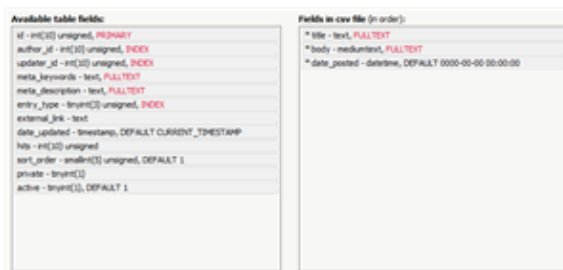 Available table fields:
id - int(10) unsigned, PRIMARY
author_id - int(10) unsigned, INDEX
updater_id - int(10) unsigned, INDEX
meta_keywords - text, FULLTEXT
meta_description - text, FULLTEXT
entry_type - tinyint(3) unsigned, INDEX
external_link - text
date_updated - timestamp, DEFAULT CURRENT_TIMESTAMP
hits - int(10) unsigned
sort_order - smallint(5) unsigned, DEFAULT 1
private - tinyint(1)
active - tinyint(1), DEFAULT 1
Fields in csv file (in order):
* title - text, FULLTEXT
* body - mediumtext, FULLTEXT
* date_posted - datetime, DEFAULT 0000-00-00 00:00:00